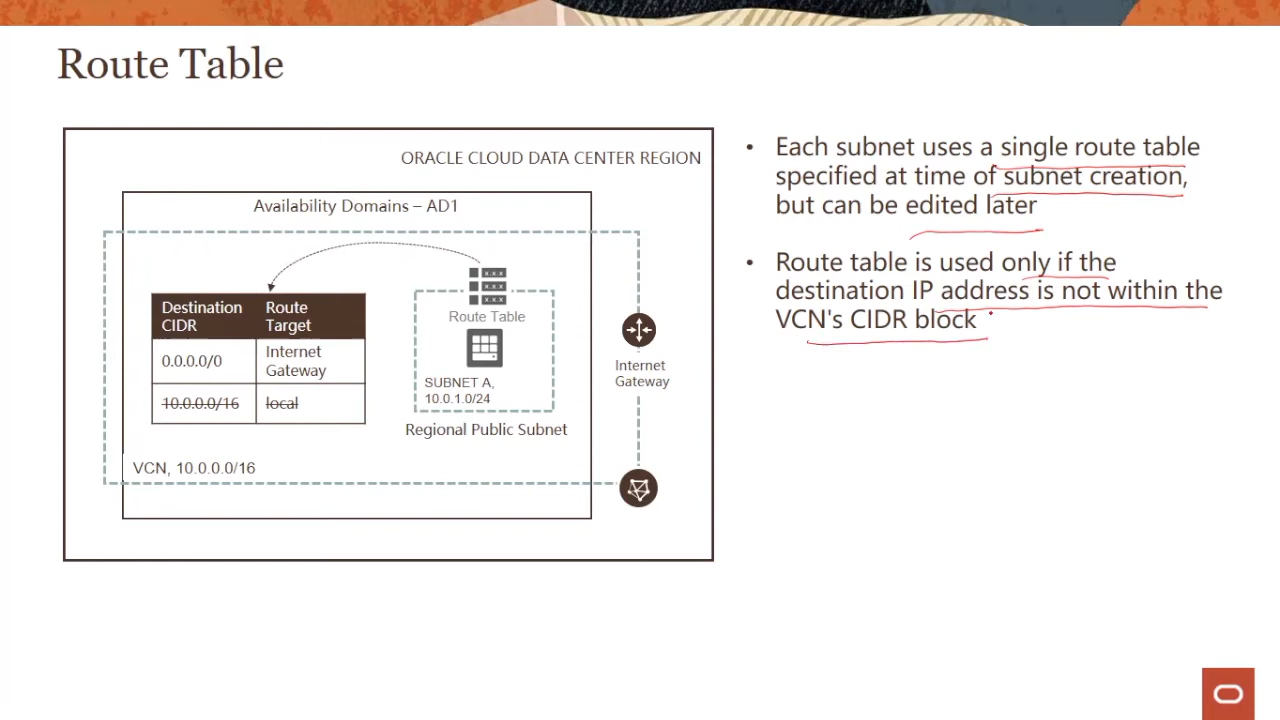 Route Table
ORACLE CLOUD DATA CENTER REGION
Availability Domains – AD1
Destination CIDR
Route Target
0.0.0.0/0
Internet Gateway
10.0.0.0/16
local
x.x.x
x.x.x
x.x.x
Route Table
SUBNET A,
10.0.1.0/24
Regional Public Subnet
VCN, 10.0.0.0/16
Internet
Gateway
• Each subnet uses a single route table
specified at time of subnet creation,
but can be edited later
• Route table is used only if the
destination IP address is not within the
VCN's CIDR block